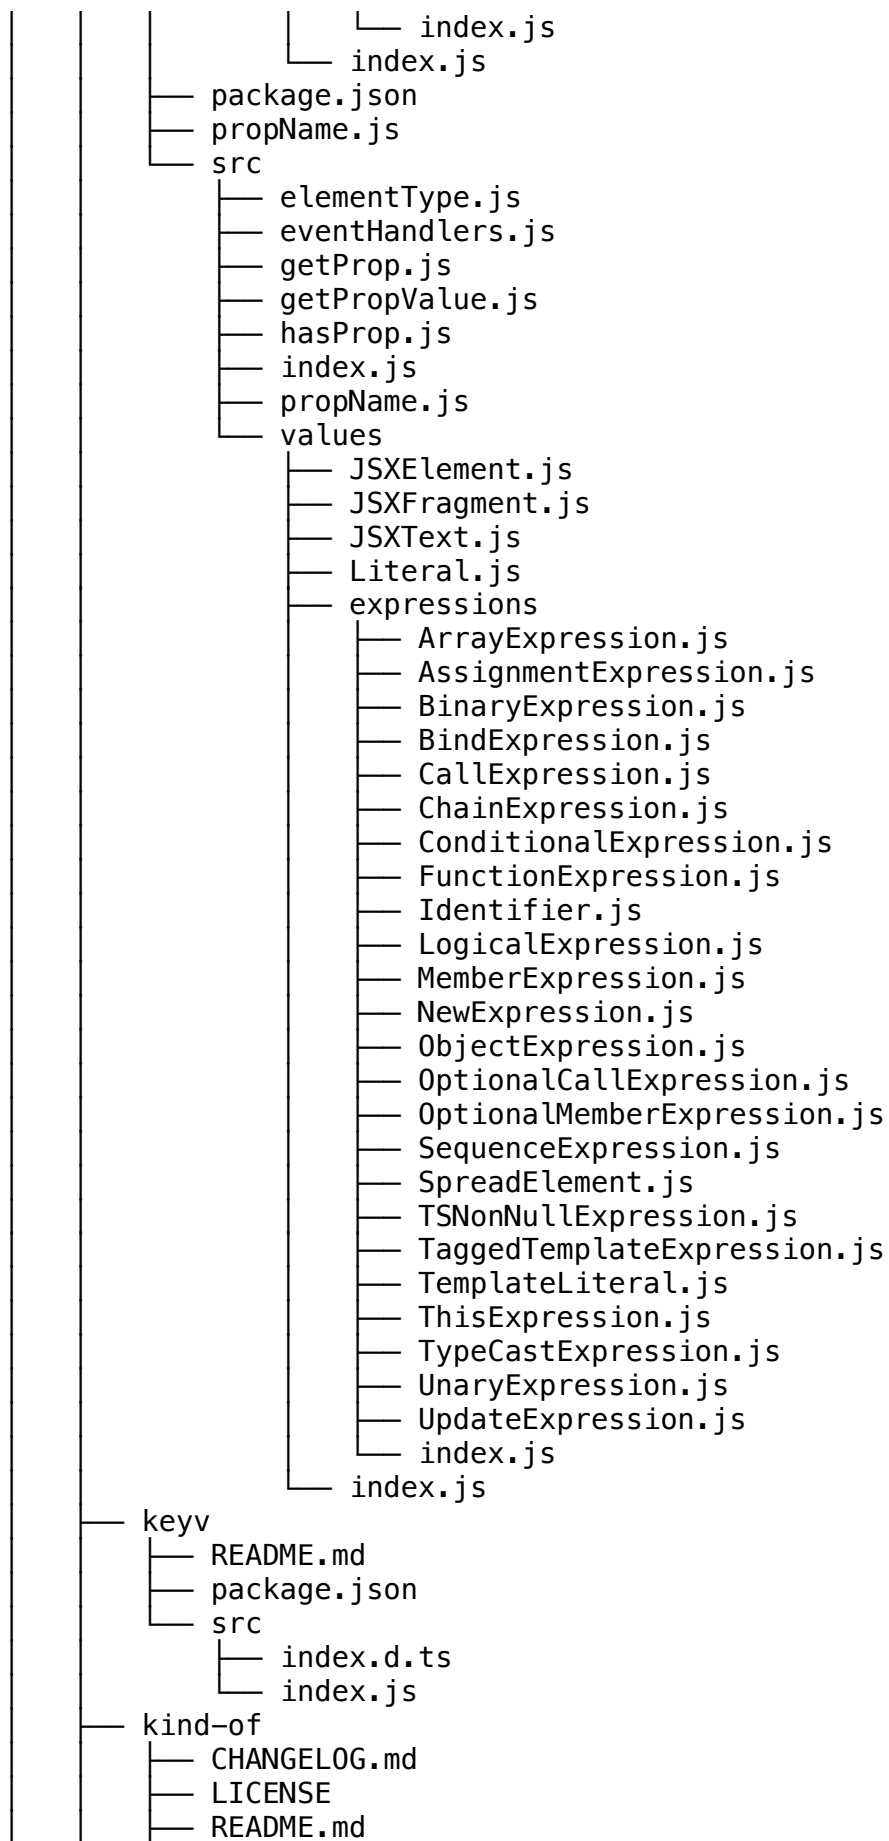 │   │   │       │   └── index.js
│   │   │       └── index.js
│   │   ├── package.json
│   │   ├── propName.js
│   │   └── src
│   │       ├── elementType.js
│   │       ├── eventHandlers.js
│   │       ├── getProp.js
│   │       ├── getPropValue.js
│   │       ├── hasProp.js
│   │       ├── index.js
│   │       ├── propName.js
│   │       └── values
│   │           ├── JSXElement.js
│   │           ├── JSXFragment.js
│   │           ├── JSXText.js
│   │           ├── Literal.js
│   │           ├── expressions
│   │           │   ├── ArrayExpression.js
│   │           │   ├── AssignmentExpression.js
│   │           │   ├── BinaryExpression.js
│   │           │   ├── BindExpression.js
│   │           │   ├── CallExpression.js
│   │           │   ├── ChainExpression.js
│   │           │   ├── ConditionalExpression.js
│   │           │   ├── FunctionExpression.js
│   │           │   ├── Identifier.js
│   │           │   ├── LogicalExpression.js
│   │           │   ├── MemberExpression.js
│   │           │   ├── NewExpression.js
│   │           │   ├── ObjectExpression.js
│   │           │   ├── OptionalCallExpression.js
│   │           │   ├── OptionalMemberExpression.js
│   │           │   ├── SequenceExpression.js
│   │           │   ├── SpreadElement.js
│   │           │   ├── TSNonNullExpression.js
│   │           │   ├── TaggedTemplateExpression.js
│   │           │   ├── TemplateLiteral.js
│   │           │   ├── ThisExpression.js
│   │           │   ├── TypeCastExpression.js
│   │           │   ├── UnaryExpression.js
│   │           │   ├── UpdateExpression.js
│   │           │   └── index.js
│   │           └── index.js
│   ├── keyv
│   │   ├── README.md
│   │   ├── package.json
│   │   └── src
│   │       ├── index.d.ts
│   │       └── index.js
│   ├── kind-of
│   │   ├── CHANGELOG.md
│   │   ├── LICENSE
│   │   ├── README.md